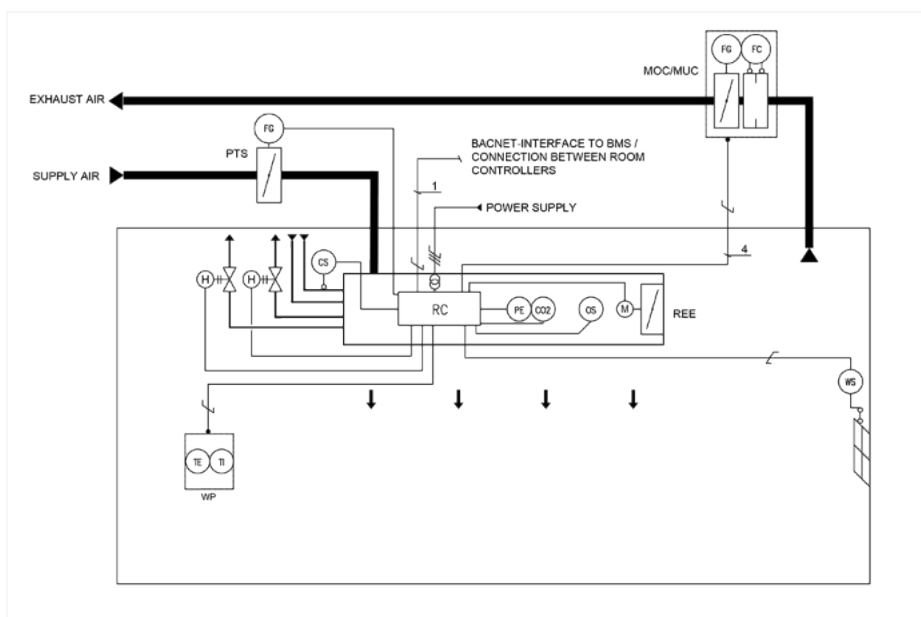 FG
FC
MOC/MUC
EXHAUST AIR
FG
PTS
BACNET-INTERFACE TO BMS /
CONNECTION BETWEEN ROOM
CONTROLLERS
SUPPLY AIR
1
POWER SUPPLY
4
CS
H
H
RC
PE
CO2
OS
M
REE
WS
TE
TI
WP